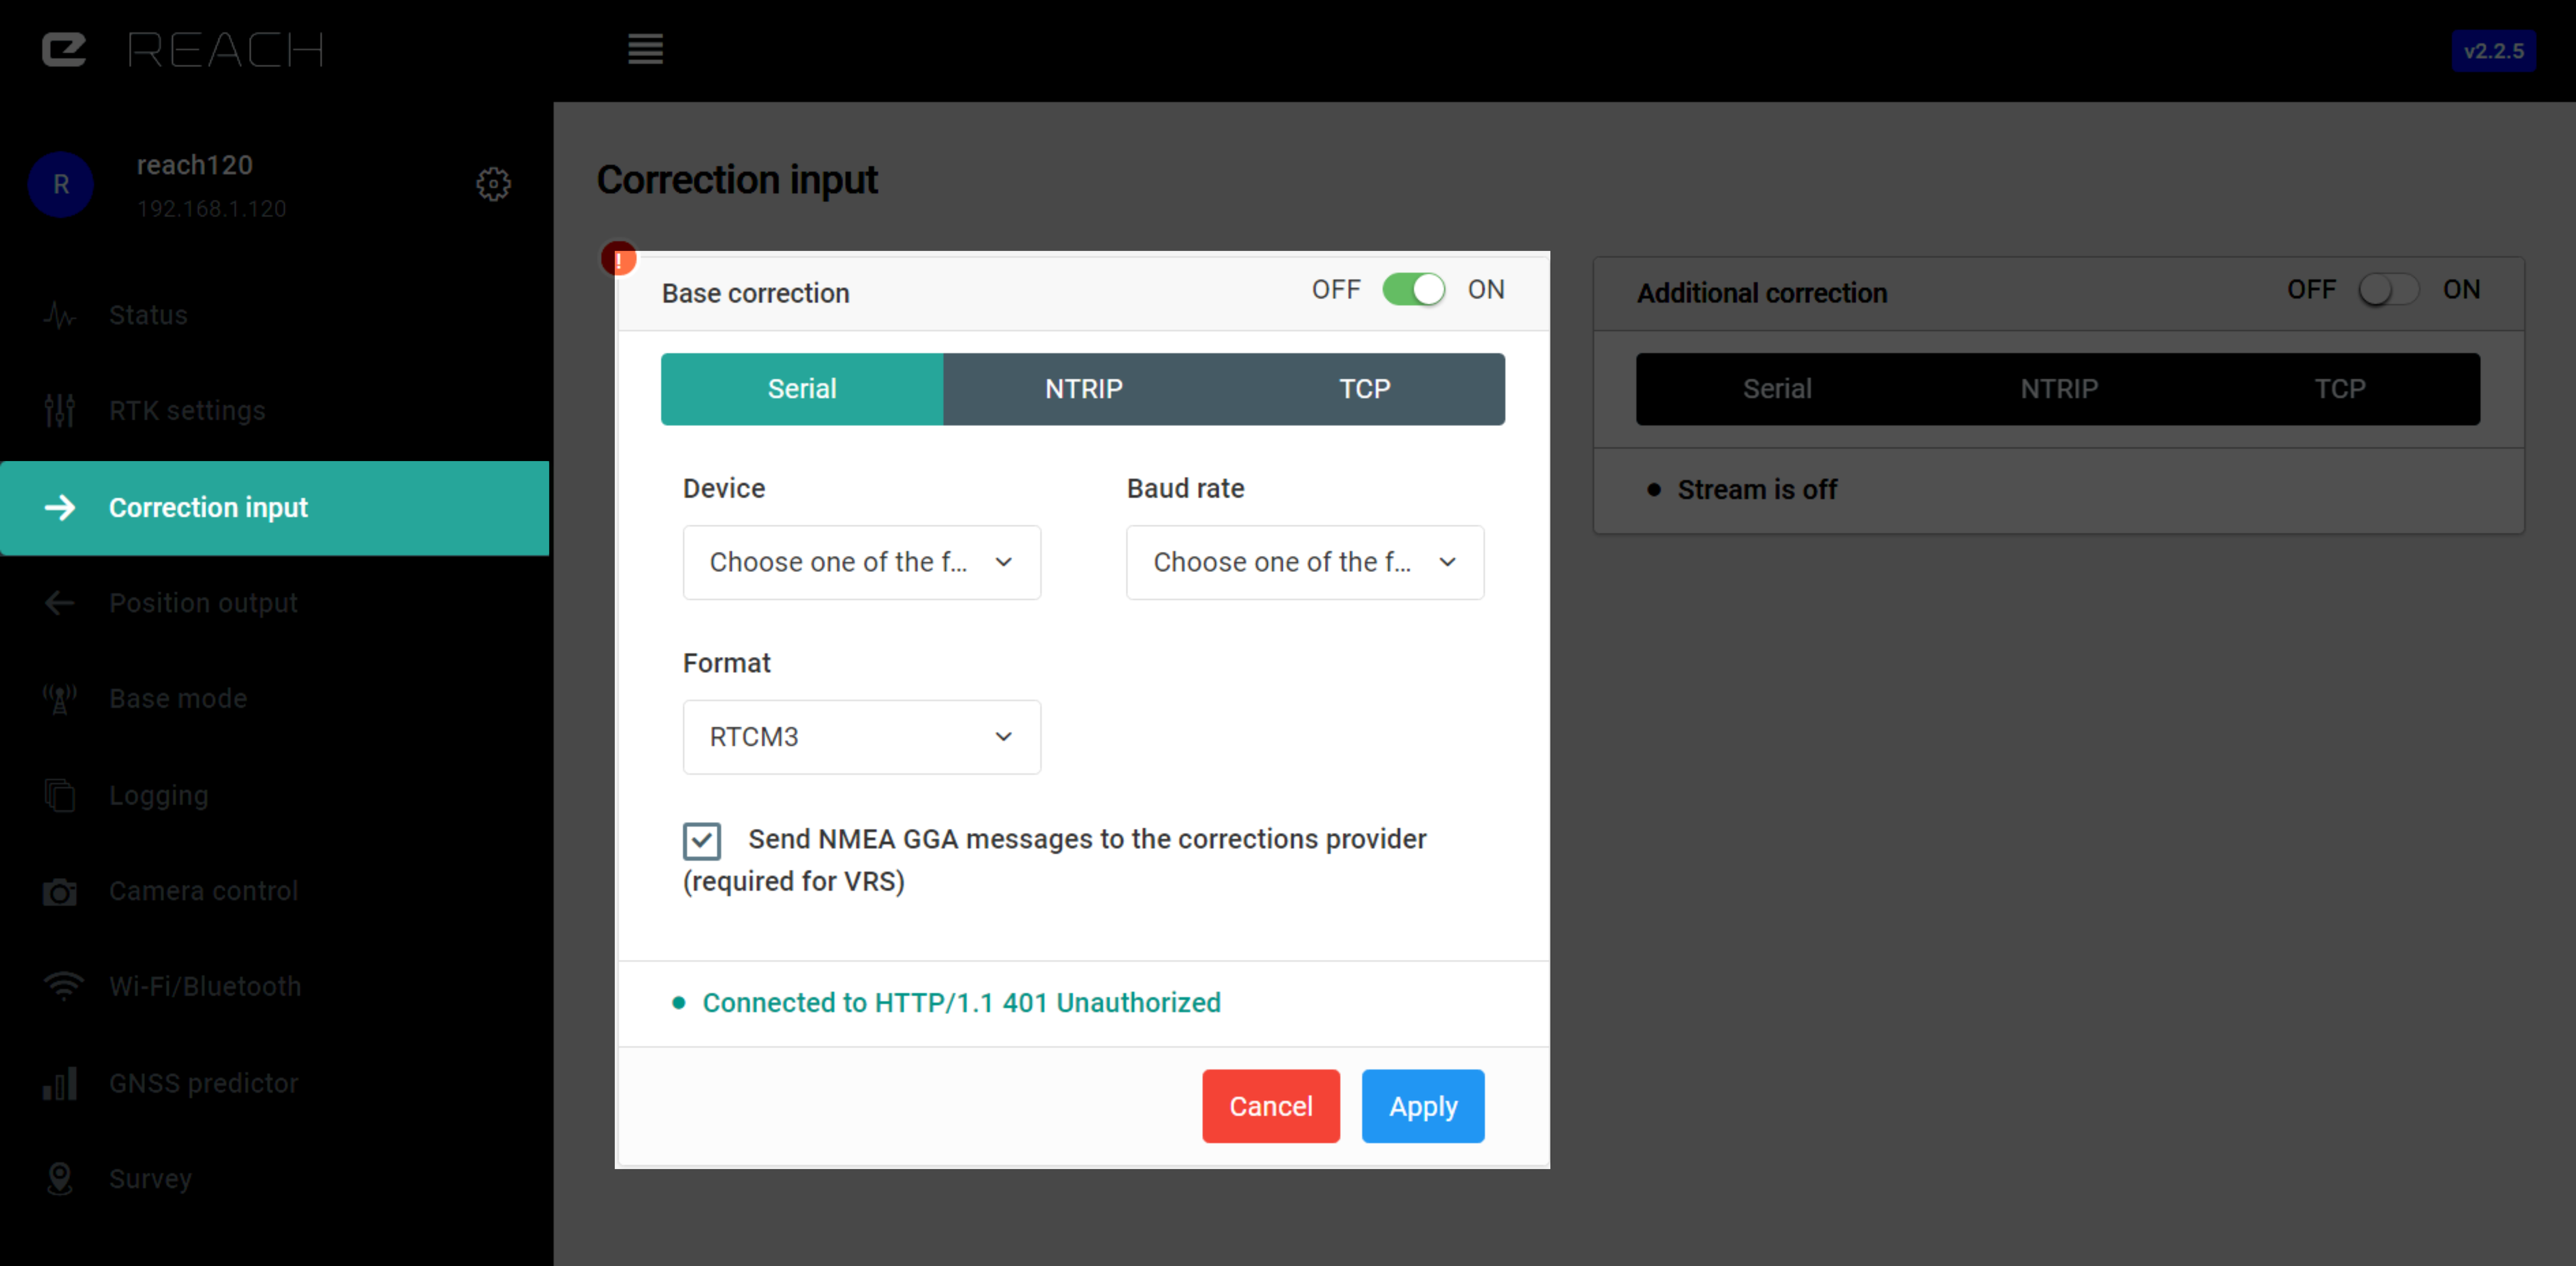 REACH
v2.2.5
R
reach120
192.168.1.120
Status
RTK settings
Correction input
Position output
Base mode
Logging
Camera control
Wi-Fi/Bluetooth
GNSS predictor
Survey
Correction input
!
Base correction
OFF ON
Serial NTRIP TCP
Device Baud rate
Choose one of the f... Choose one of the f...
Format
RTCM3
Send NMEA GGA messages to the corrections provider
(required for VRS)
Connected to HTTP/1.1 401 Unauthorized
Cancel Apply
Additional correction
OFF ON
Serial NTRIP TCP
Stream is off